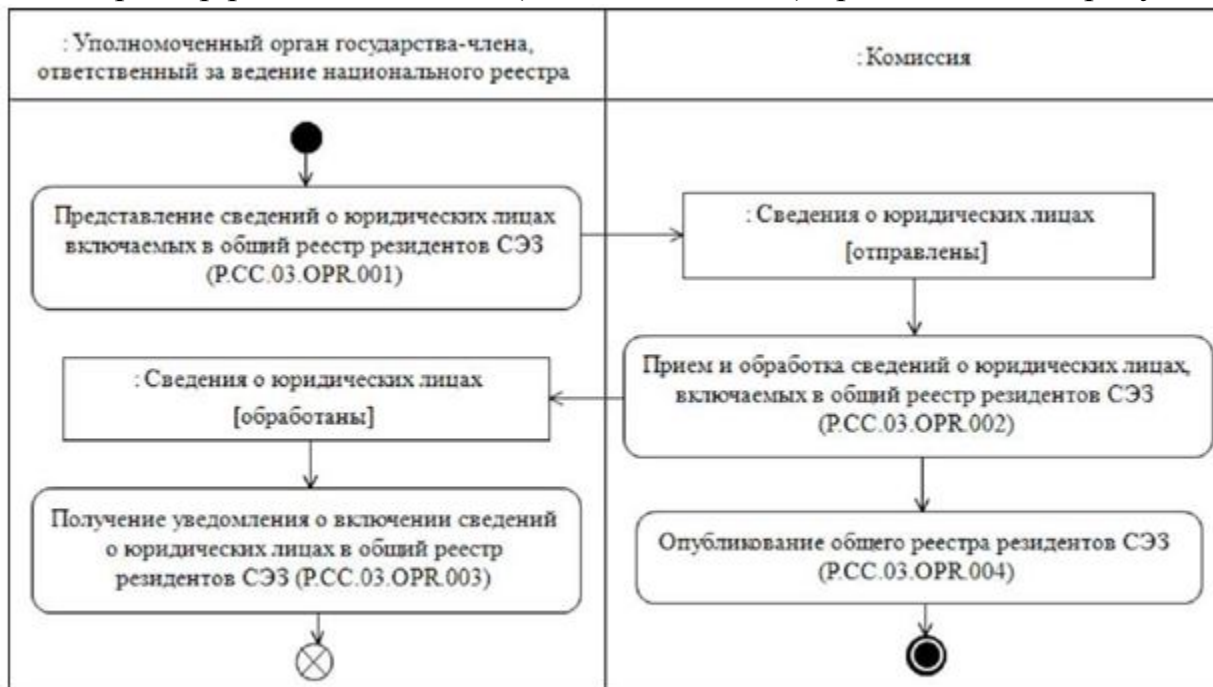 : Уполномоченный орган государства-члена,
ответственный за ведение национального реестра
: Комиссия
Представление сведений о юридических лицах
включаемых в общий реестр резидентов СЭЗ
(P.CC.03.OPR.001)
: Сведения о юридических лицах
[отправлены]
Прием и обработка сведений о юридических лицах,
включаемых в общий реестр резидентов СЭЗ
(P.CC.03.OPR.002)
: Сведения о юридических лицах
[обработаны]
Получение уведомления о включении сведений
о юридических лицах в общий реестр
резидентов СЭЗ (P.CC.03.OPR.003)
Опубликование общего реестра резидентов СЭЗ
(P.CC.03.OPR.004)